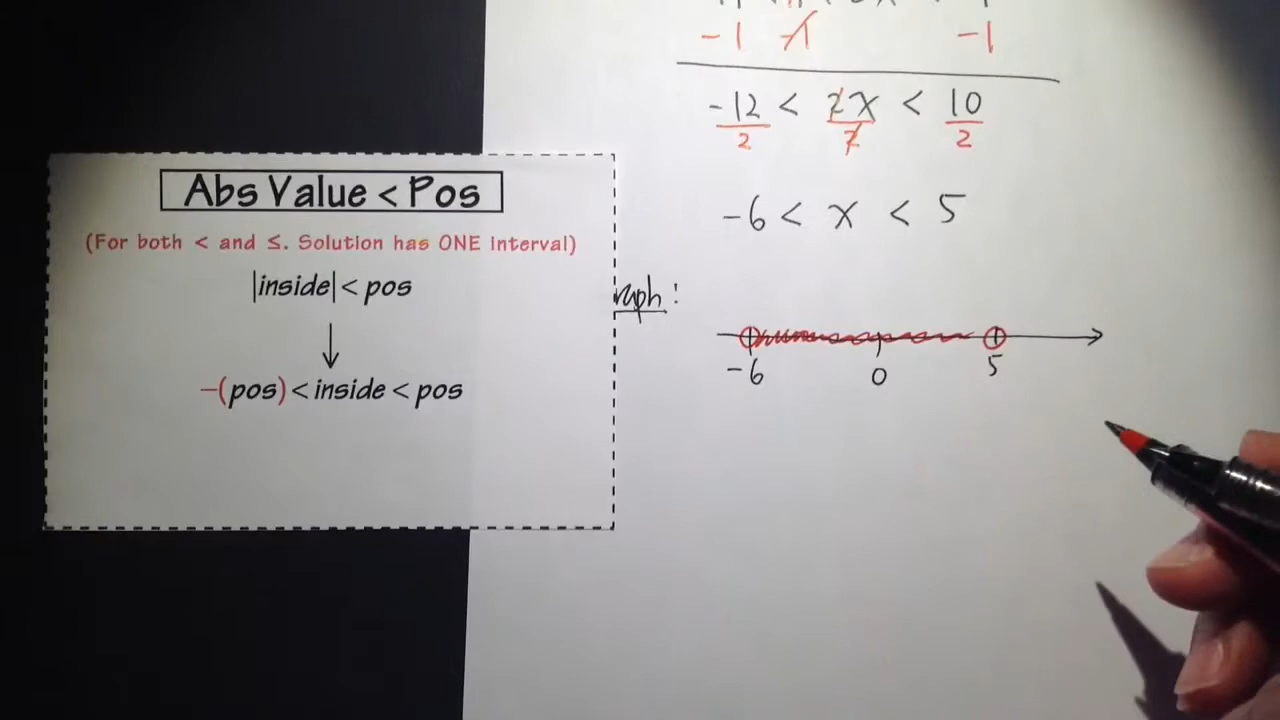 -1 -1 -1
-12 < 2x < 10
2 2 2
-6 < x < 5
raph:
-6 0 5
Abs Value < Pos
(For both < and ≤. Solution has ONE interval)
|inside| < pos
-(pos) < inside < pos